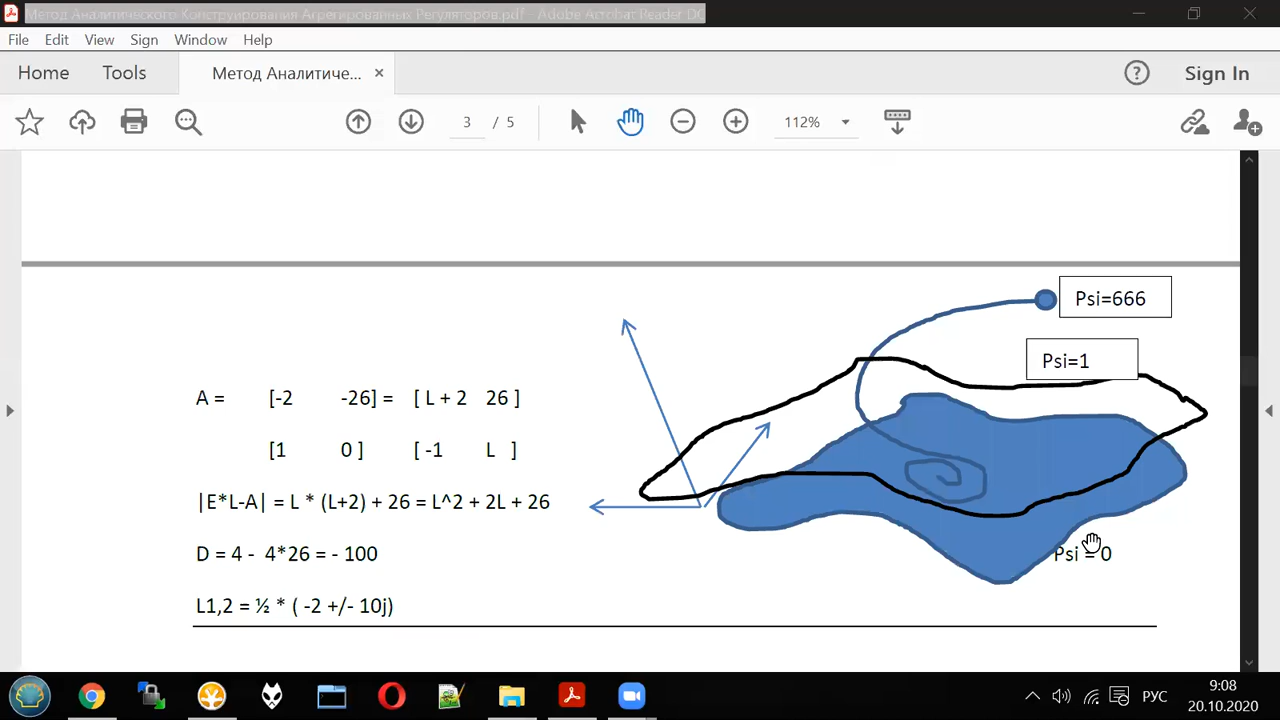 Метод Аналитического Конструирования Агрегированных Регуляторов.pdf - Adobe Acrobat Reader DC
File Edit View Sign Window Help
Home Tools Метод Аналитиче... × Sign In
3 / 5 112%
Psi=666
Psi=1
A = [-2 -26] = [ L + 2 26 ]
[1 0 ] [ -1 L ]
|E*L-A| = L * (L+2) + 26 = L^2 + 2L + 26
D = 4 - 4*26 = - 100
Psi = 0
L1,2 = ½ * ( -2 +/- 10j)
РУС
9:08
20.10.2020